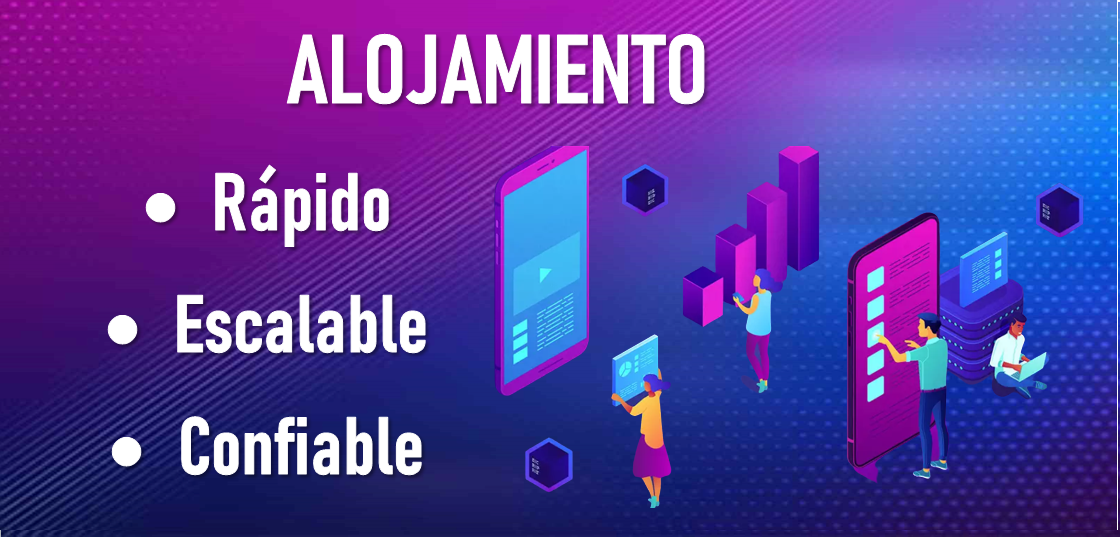 ALOJAMIENTO
• Rápido
• Escalable
• Confiable